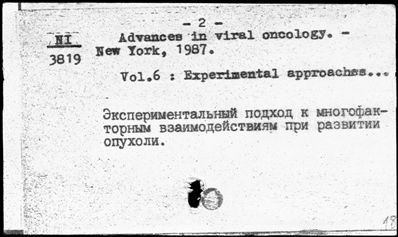 - 2 -
NI
3819
Advances in viral oncology. -
New York, 1987.
Vol.6 : Experimental approaches...
Экспериментальный подход к многофак-
торным взаимодействиям при развитии
опухоли.